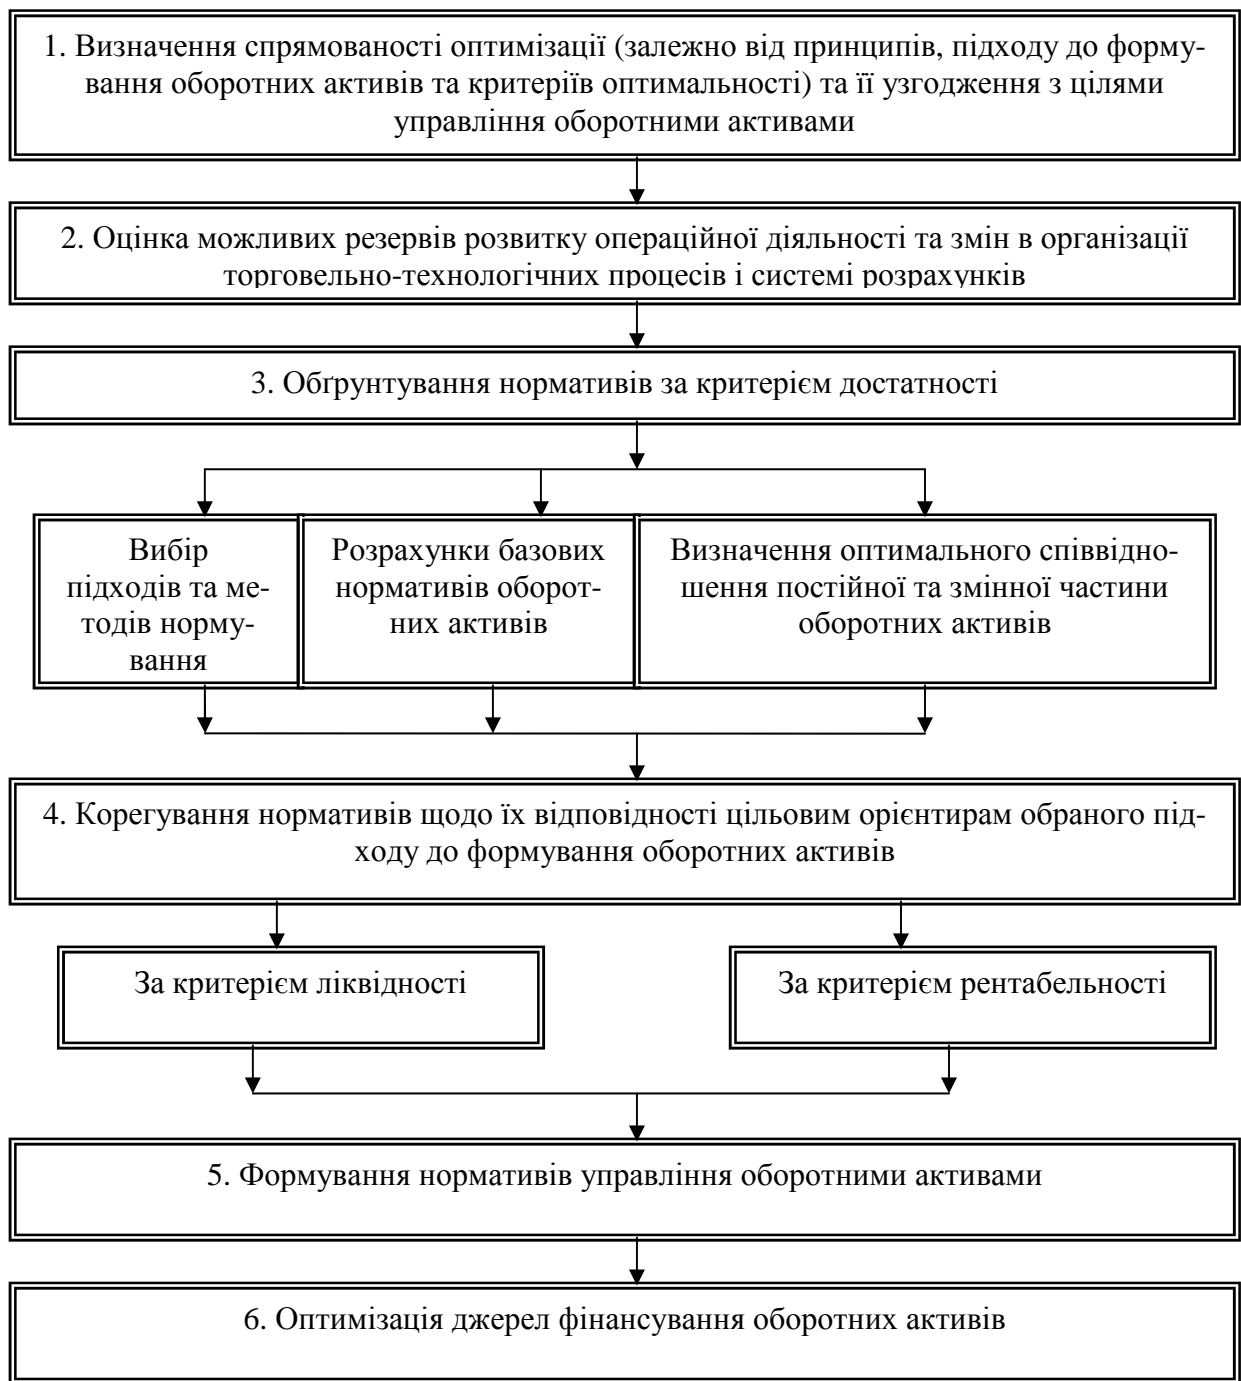 1. Визначення спрямованості оптимізації (залежно від принципів, підходу до форму-
вання оборотних активів та критеріїв оптимальності) та її узгодження з цілями
управління оборотними активами
2. Оцінка можливих резервів розвитку операційної діяльності та змін в організації
торговельно-технологічних процесів і системі розрахунків
3. Обґрунтування нормативів за критерієм достатності
Вибір
підходів та ме-
тодів норму-
вання
Розрахунки базових
нормативів оборот-
них активів
Визначення оптимального співвідно-
шення постійної та змінної частини
оборотних активів
4. Корегування нормативів щодо їх відповідності цільовим орієнтирам обраного під-
ходу до формування оборотних активів
За критерієм ліквідності
За критерієм рентабельності
5. Формування нормативів управління оборотними активами
6. Оптимізація джерел фінансування оборотних активів